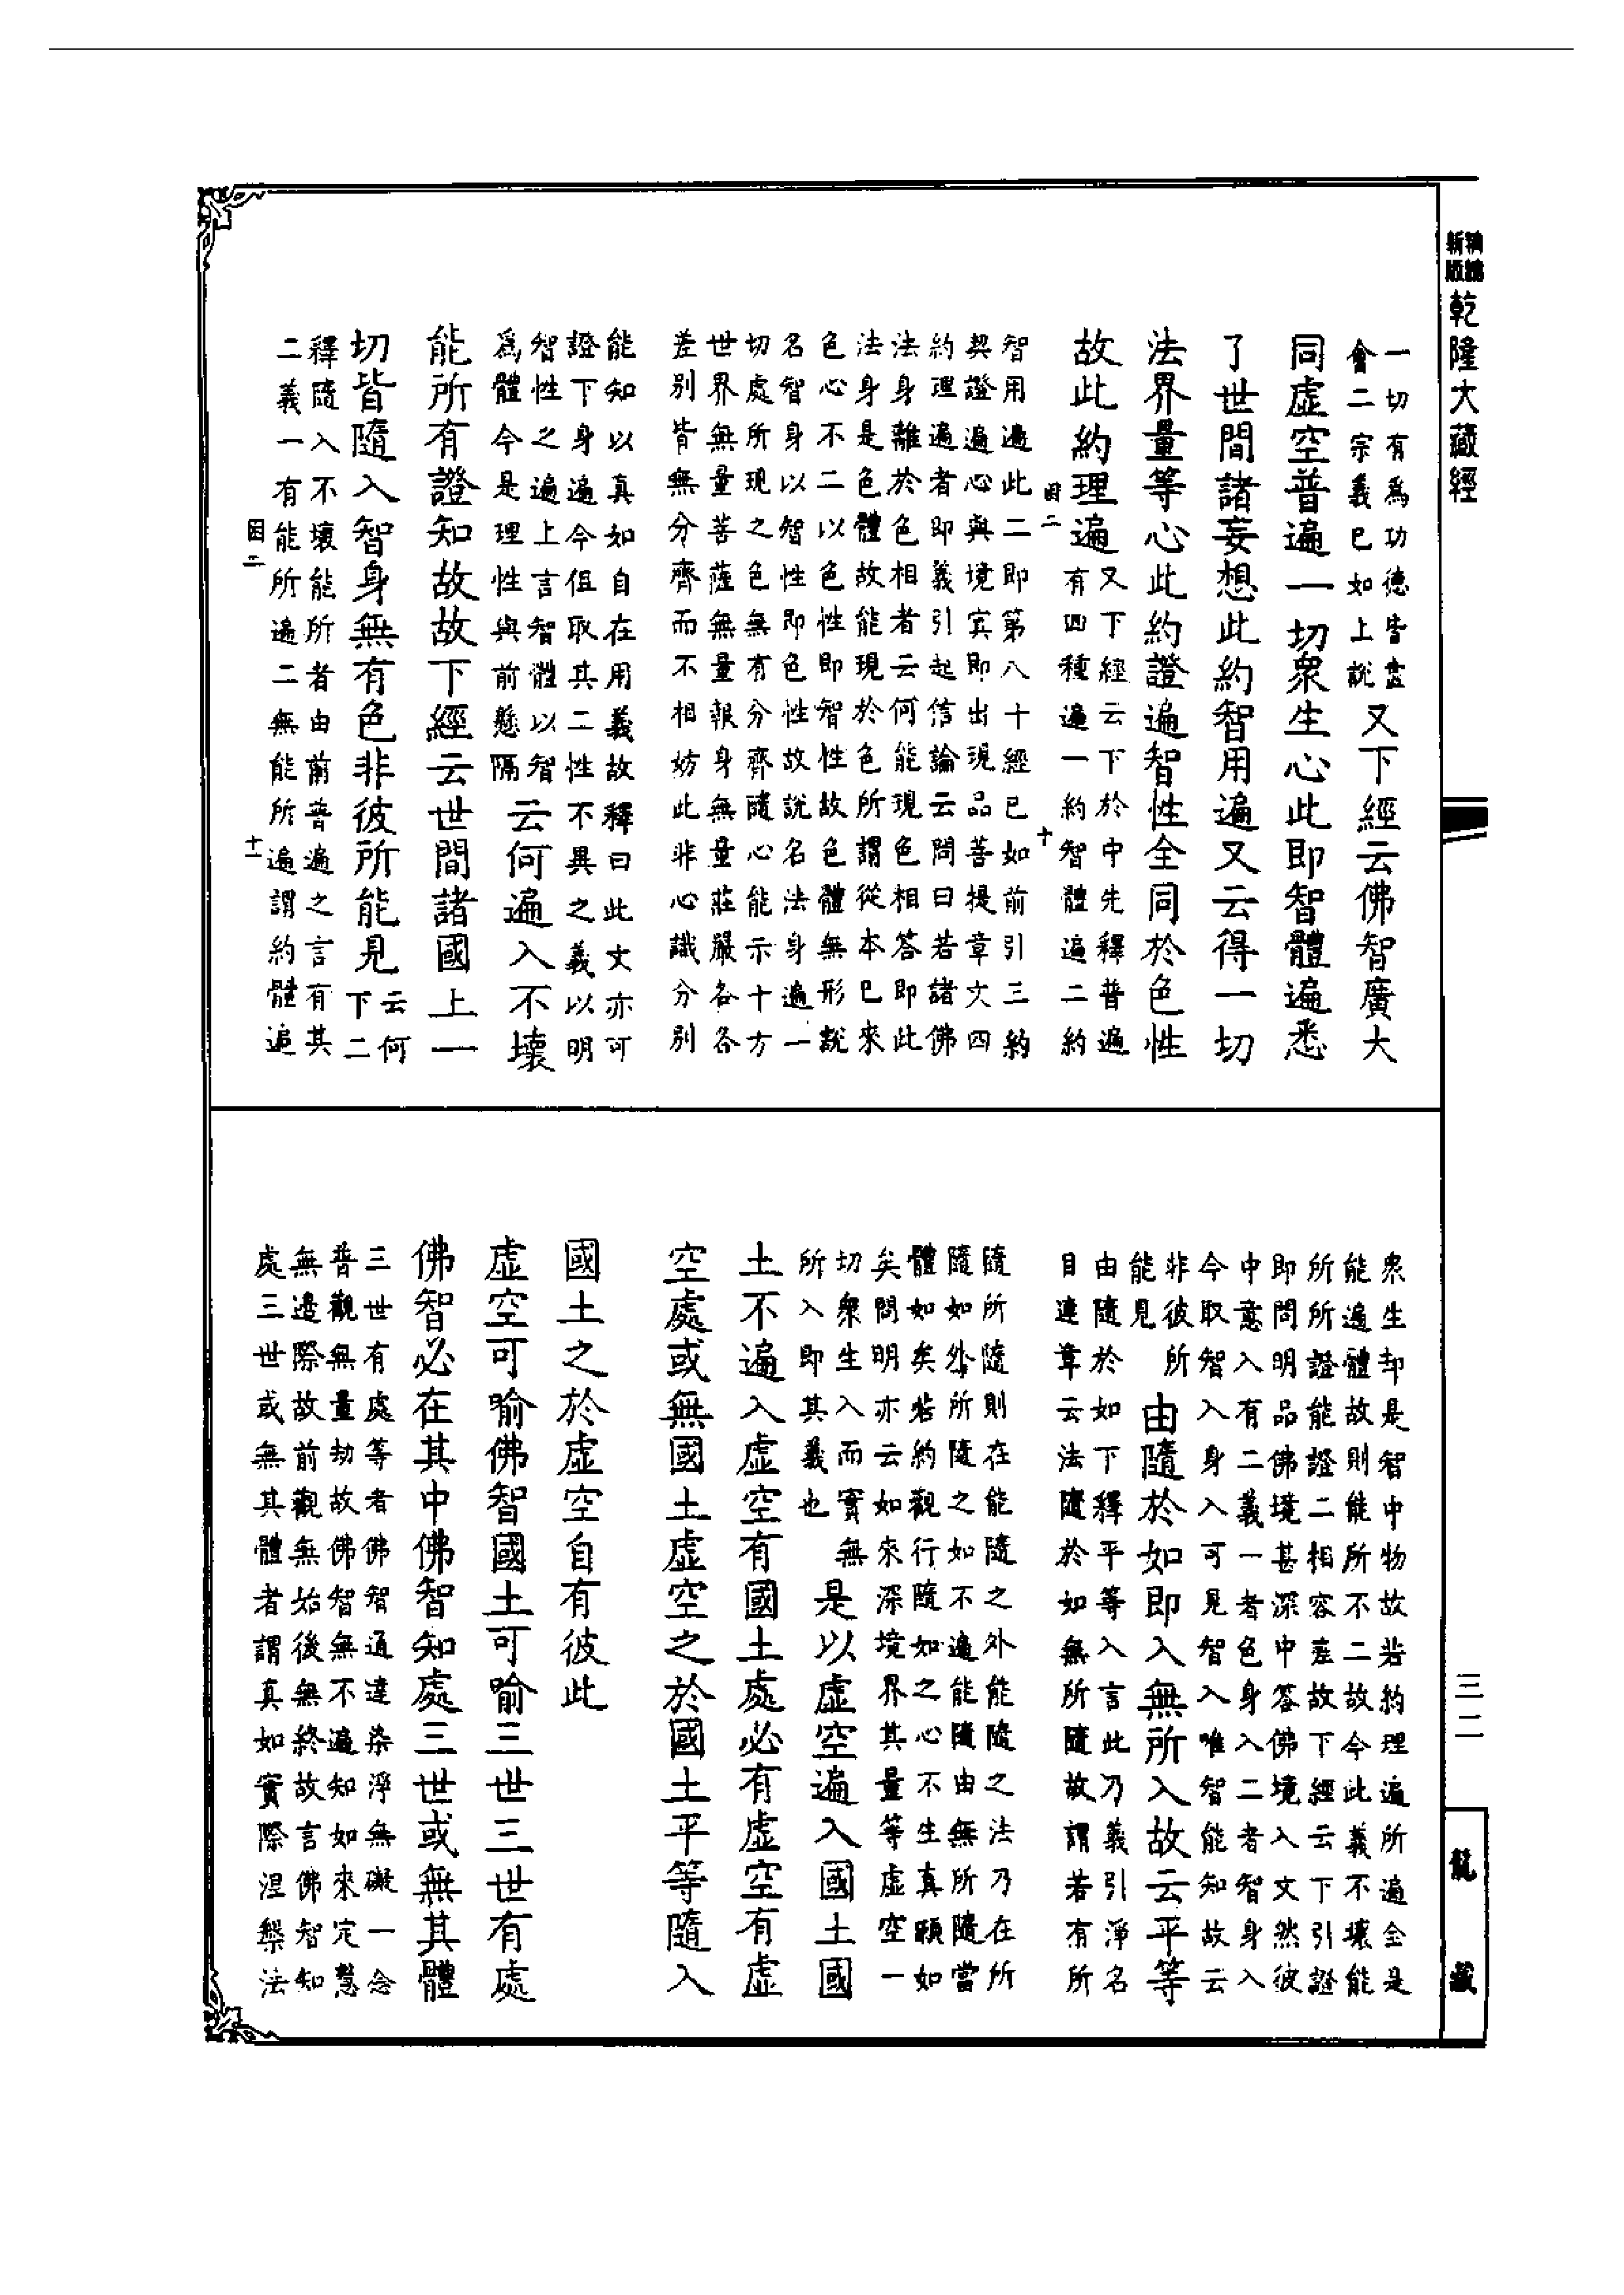 新版
乾隆大藏經
三二
龍藏
一切有爲功德皆盡
會二宗義已如上說
又下經云佛智廣大
同虛空普遍一切衆生心此即智體遍悉
了世間諸妄想此約智用遍又云得一切
法界量等心此約證遍智性全同於色性
故此約理遍
又下經云下於中先釋普遍
有四種遍一約智體遍二約
因二
十
智用遍此二即第八十經已如前引三約
契證遍心與境冥即出現品菩提章文四
約理遍者即義引起信論云問曰若諸佛
法身離於色相者云何能現色相答即此
法身是色體故能現於色所謂從本已來
色心不二以色性即智性故色體無形說
名智身以智性即色性故說名法身遍一
切處所現之色無有分齊隨心能示十方
世界無量菩薩無量報身無量莊嚴各各
差別皆無分齊而不相妨此非心識分別
能知以真如自在用義故釋曰此文亦可
證下身遍今但取其二性不異之義以明
智性之遍上言智體以智
爲體今是理性與前懸隔
云何遍入不壞
能所有證知故故下經云世間諸國土一
切皆隨入智身無有色非彼所能見
云何
下二
釋隨入不壞能所者由前普遍之言有其
二義一有能所遍二無能所遍謂約體遍
因二
十一
衆生却是智中物故若約理遍所遍全是
能遍體故則能所不二故今此義不壞能
所所證能證二相容差故下經云下引證
即問明品佛境甚深中答佛境入文然彼
中意入有二義一者色身入二者智身入
今取智入身入可見智入唯智能知故云
非彼所
能見
由隨於如即入無所入故云平等
由隨於如下釋平等入言此乃義引淨名
目連章云法隨於如無所隨故謂若有所
隨所隨則在能隨之外能隨之法乃在所
隨如外所隨之如不遍能隨由無所隨當
體如矣若約觀行隨如之心不生真願如
矣問明亦云如來深境界其量等虛空一
切衆生入而實無
所入即其義也
是以虛空遍入國土國
土不遍入虛空有國土處必有虛空有虛
空處或無國土虛空之於國土平等隨入
國土之於虛空自有彼此
虛空可喻佛智國土可喻三世三世有處
佛智必在其中佛智知處三世或無其體
三世有處等者佛智通達染淨無礙一念
普觀無量劫故佛智無不遍知如來定慧
無邊際故前觀無始後無終故言佛智知
處三世或無其體者謂真如實際涅槃法